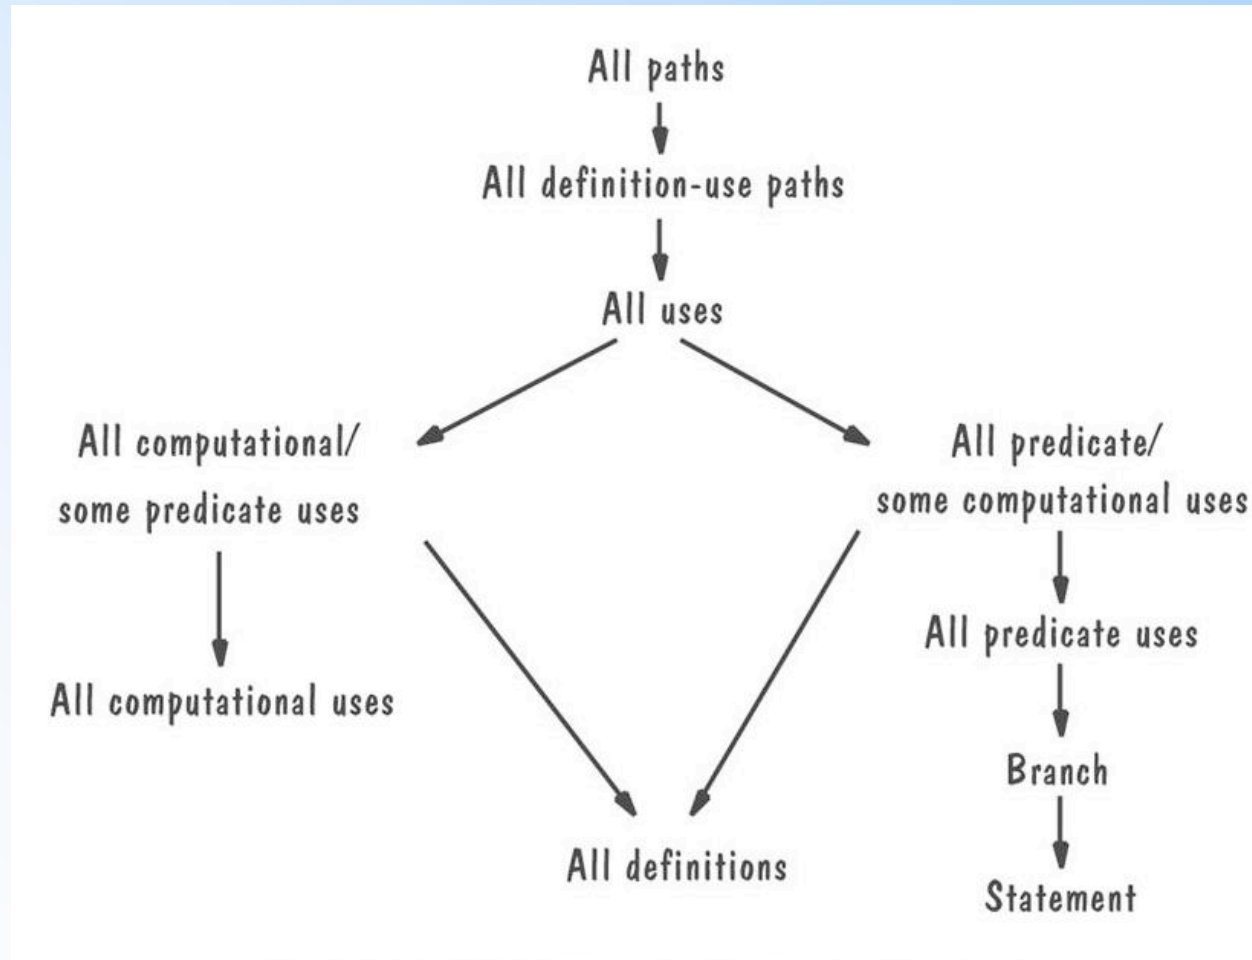 All paths
All definition-use paths
All uses
All computational/
some predicate uses
All predicate/
some computational uses
All predicate uses
All computational uses
Branch
All definitions
Statement